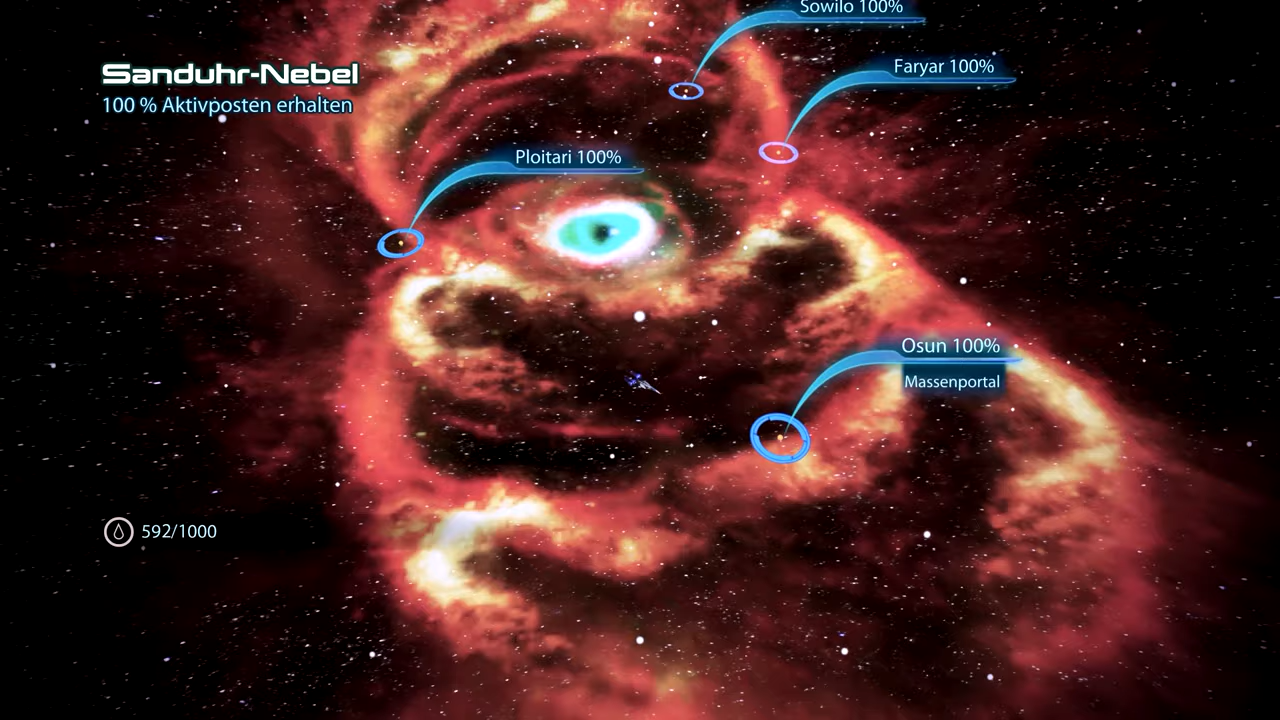 Sanduhr-Nebel
100 % Aktivposten erhalten
Sowilo 100%
Faryar 100%
Ploitari 100%
Osun 100%
Massenportal
592/1000